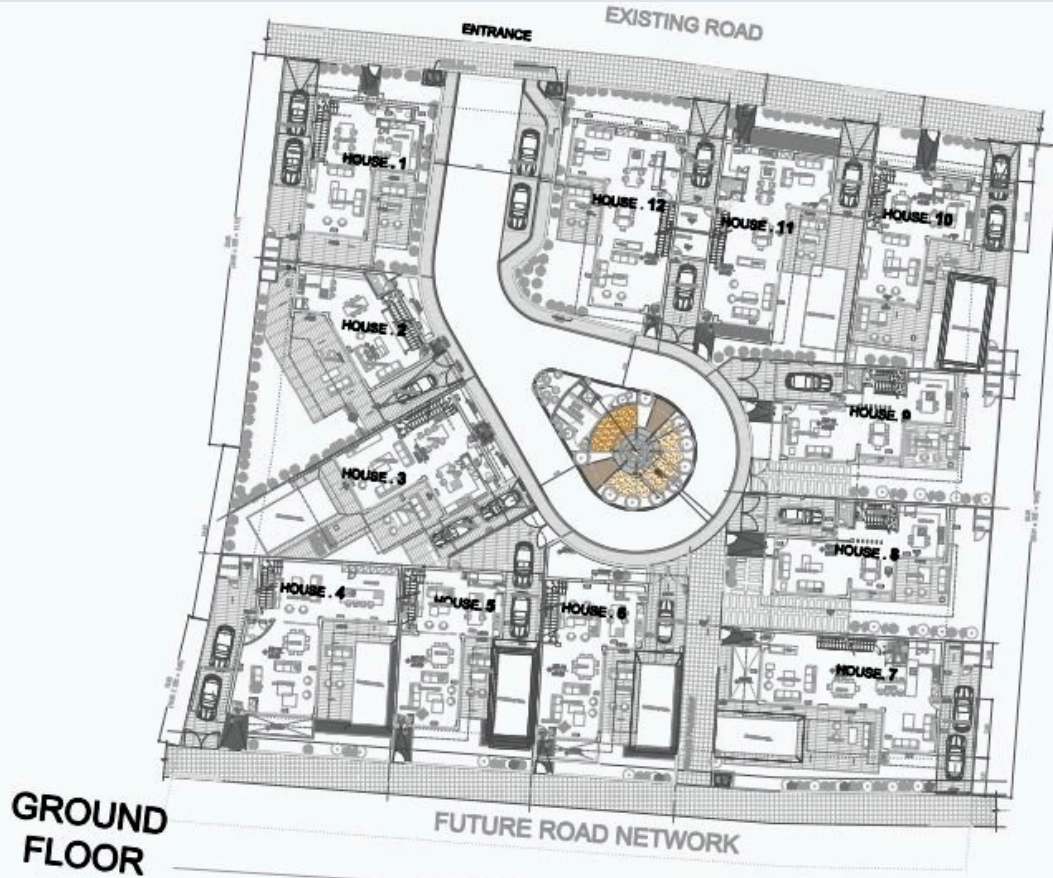 EXISTING ROAD
ENTRANCE
HOUSE . 1
HOUSE . 12
HOUSE . 11
HOUSE. 10
HOUSE . 2
HOUSE . 9
HOUSE . 3
HOUSE . 8
HOUSE . 4
HOUSE. 5
HOUSE . 6
HOUSE. 7
GROUND
FLOOR
FUTURE ROAD NETWORK